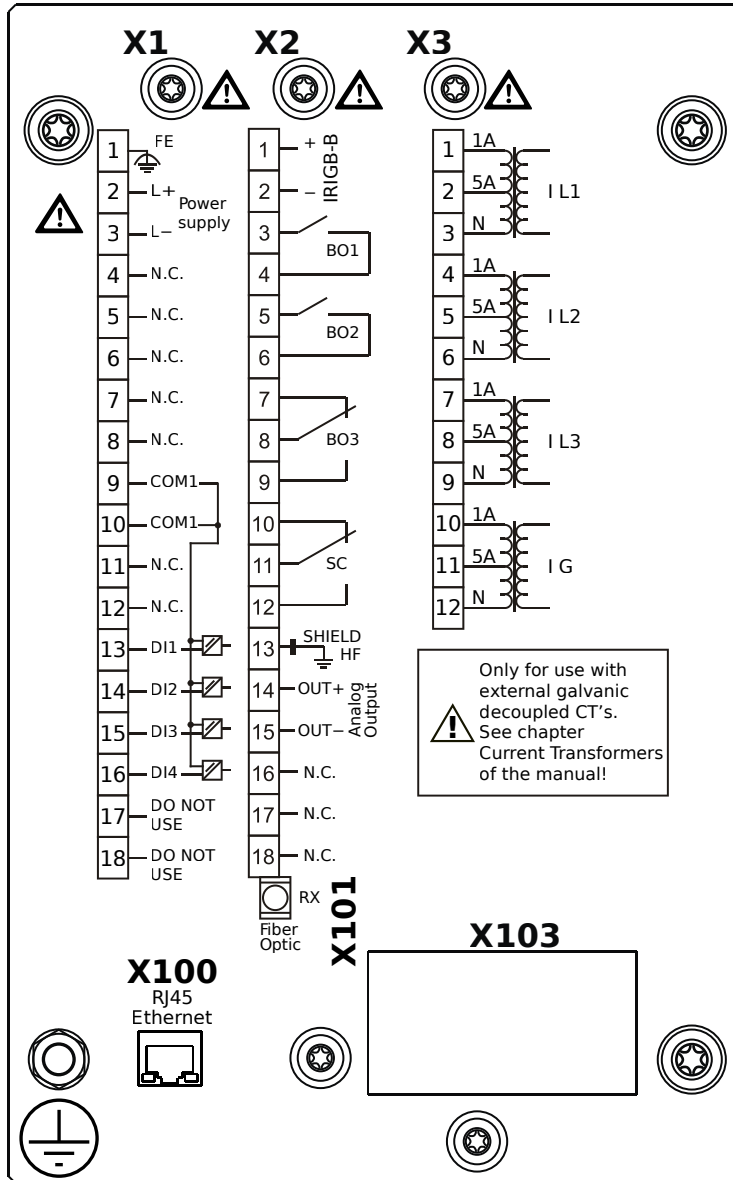 X1
1 FE
2 L+ Power
3 L− supply
4 N.C.
5 N.C.
6 N.C.
7 N.C.
8 N.C.
9 COM1
10 COM1
11 N.C.
12 N.C.
13 DI1
14 DI2
15 DI3
16 DI4
17 DO NOT
USE
18 DO NOT
USE
X2
1 +
2 −
IRIGB-B
3
BO1
4
5
BO2
6
7
8 BO3
9
10
11 SC
12
13 SHIELD
HF
14 OUT+
15 OUT−
Analog
Output
16 N.C.
17 N.C.
18 N.C.
RX
Fiber
Optic
X101
X3
1 1A
2 5A I L1
3 N
4 1A
5 5A I L2
6 N
7 1A
8 5A I L3
9 N
10 1A
11 5A I G
12 N
Only for use with
external galvanic
decoupled CT's.
See chapter
Current Transformers
of the manual!
X100
RJ45
Ethernet
X103